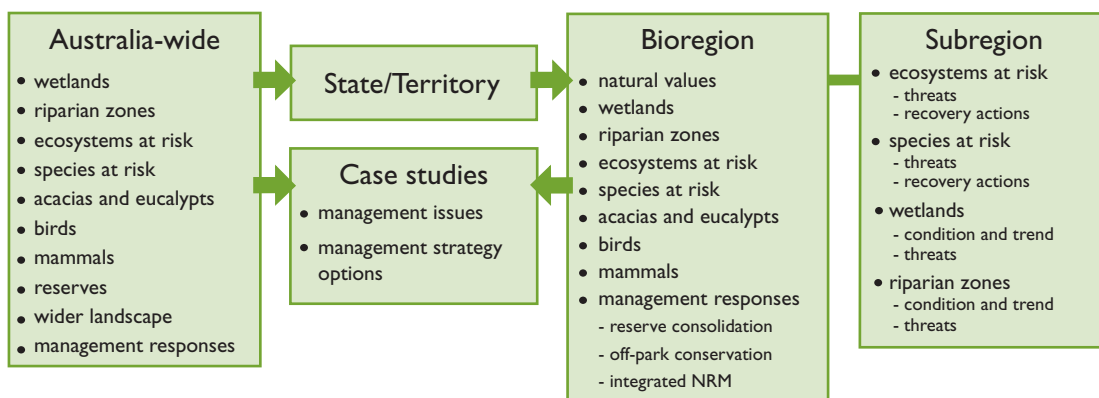 Australia-wide
• wetlands
• riparian zones
• ecosystems at risk
• species at risk
• acacias and eucalypts
• birds
• mammals
• reserves
• wider landscape
• management responses
State/Territory
Case studies
• management issues
• management strategy
options
Bioregion
• natural values
• wetlands
• riparian zones
• ecosystems at risk
• species at risk
• acacias and eucalypts
• birds
• mammals
• management responses
- reserve consolidation
- off-park conservation
- integrated NRM
Subregion
• ecosystems at risk
- threats
- recovery actions
• species at risk
- threats
- recovery actions
• wetlands
- condition and trend
- threats
• riparian zones
- condition and trend
- threats